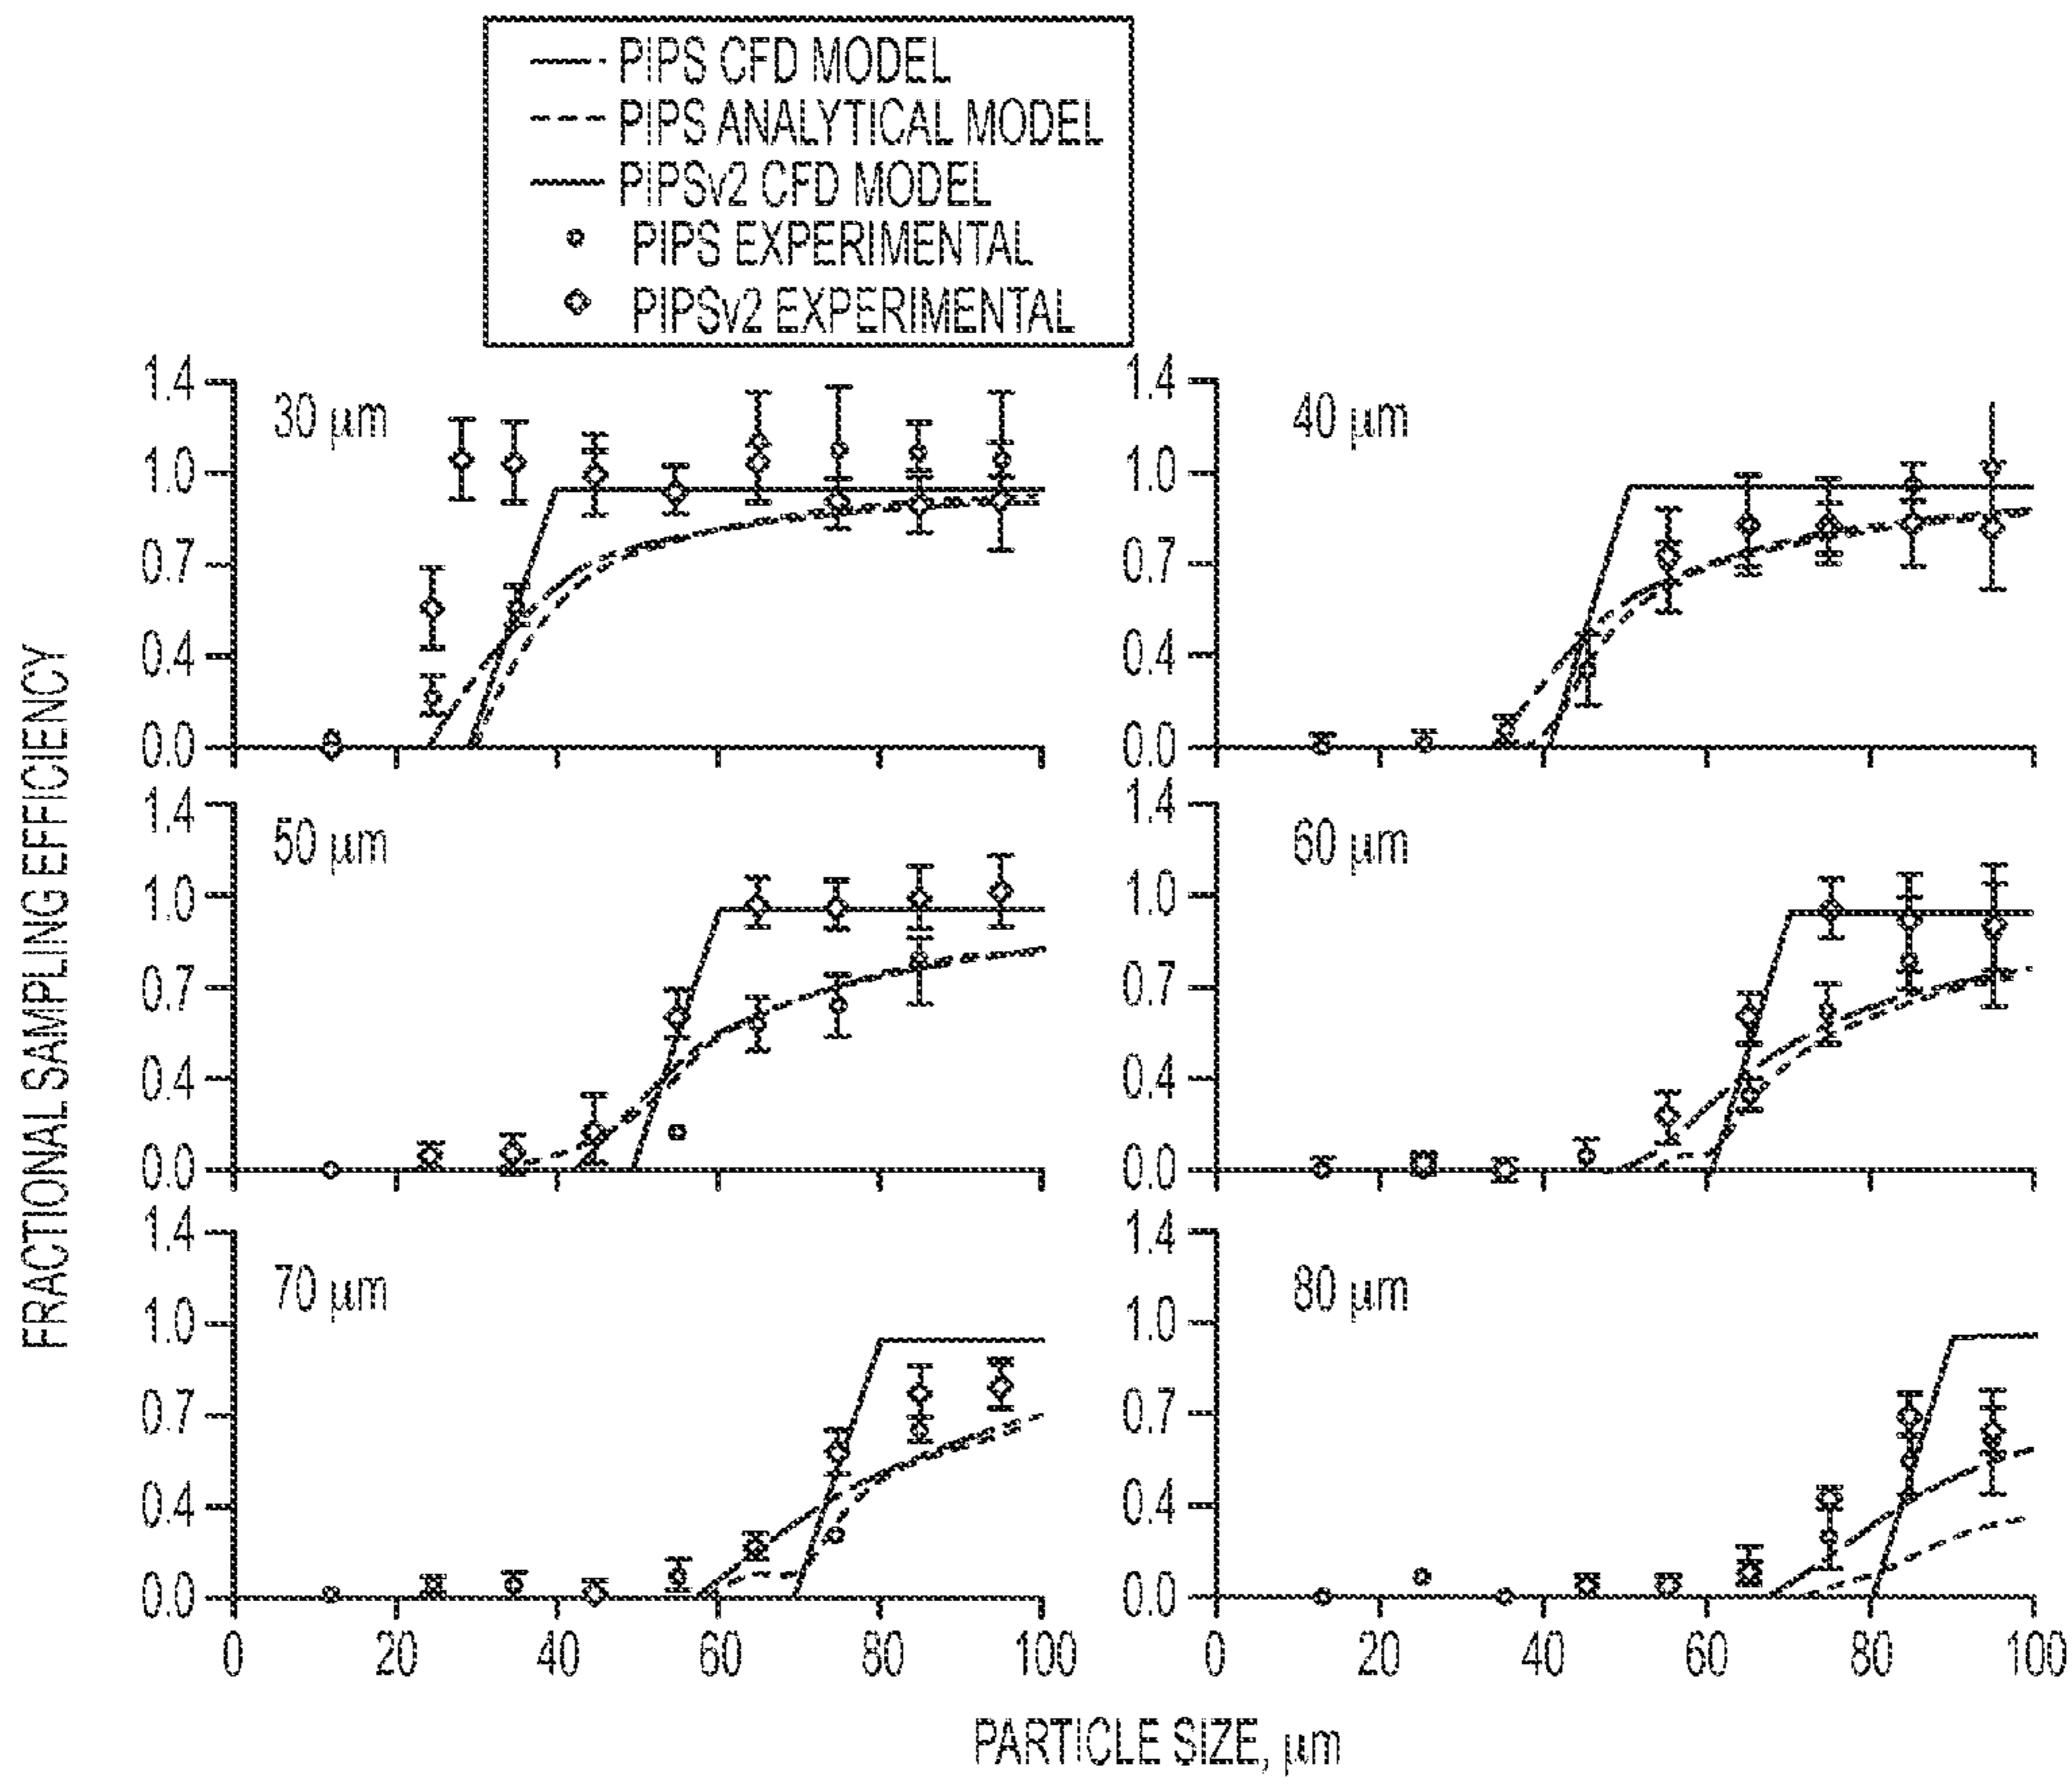 PIPS CFD MODEL
PIPS ANALYTICAL MODEL
PIPSv2 CFD MODEL
PIPS EXPERIMENTAL
PIPSv2 EXPERIMENTAL
FRACTIONAL SAMPLING EFFICIENCY
30 μm
1.4
1.0
0.7
0.4
0.0
40 μm
1.4
1.0
0.7
0.4
0.0
50 μm
1.4
1.0
0.7
0.4
0.0
60 μm
1.4
1.0
0.7
0.4
0.0
70 μm
1.4
1.0
0.7
0.4
0.0
0 20 40 60 80 100
80 μm
1.4
1.0
0.7
0.4
0.0
0 20 40 60 80 100
PARTICLE SIZE, μm